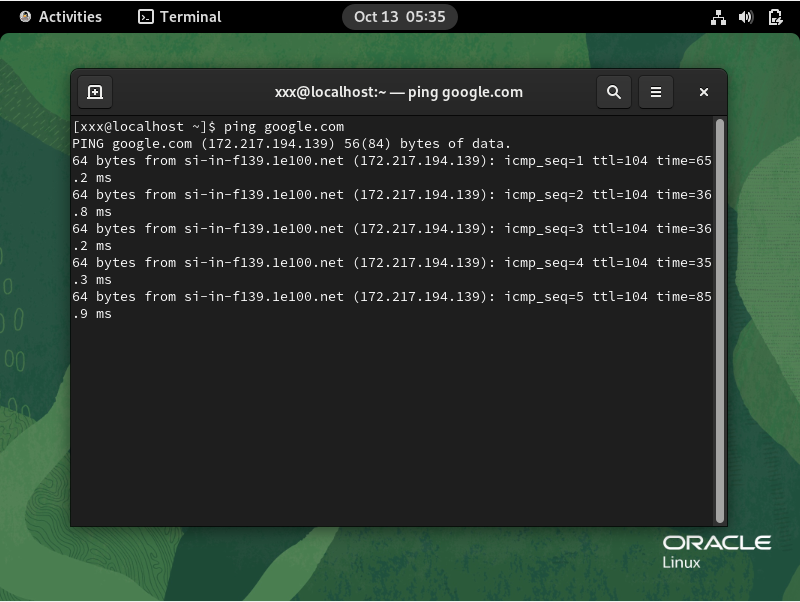 Activities Terminal Oct 13 05:35
xxx@localhost:~ — ping google.com
[xxx@localhost ~]$ ping google.com
PING google.com (172.217.194.139) 56(84) bytes of data.
64 bytes from si-in-f139.1e100.net (172.217.194.139): icmp_seq=1 ttl=104 time=65
.2 ms
64 bytes from si-in-f139.1e100.net (172.217.194.139): icmp_seq=2 ttl=104 time=36
.8 ms
64 bytes from si-in-f139.1e100.net (172.217.194.139): icmp_seq=3 ttl=104 time=36
.2 ms
64 bytes from si-in-f139.1e100.net (172.217.194.139): icmp_seq=4 ttl=104 time=35
.3 ms
64 bytes from si-in-f139.1e100.net (172.217.194.139): icmp_seq=5 ttl=104 time=85
.9 ms
ORACLE
Linux